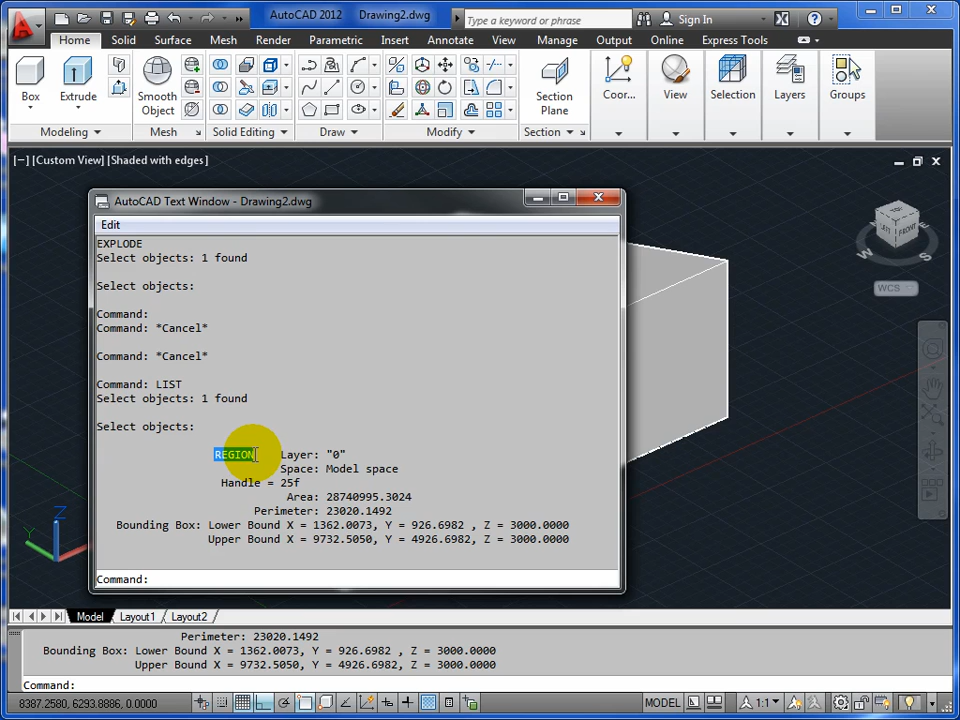 AutoCAD 2012 Drawing2.dwg
Type a keyword or phrase
Sign In
Home Solid Surface Mesh Render Parametric Insert Annotate View Manage Output Online Express Tools
Box
Extrude
Smooth
Object
Section
Plane
Coor...
View
Selection
Layers
Groups
Modeling
Mesh
Solid Editing
Draw
Modify
Section
[−] [Custom View] [Shaded with edges]
AutoCAD Text Window - Drawing2.dwg
Edit
EXPLODE
Select objects: 1 found
Select objects:
Command:
Command: *Cancel*
Command: *Cancel*
Command: LIST
Select objects: 1 found
Select objects:
REGION Layer: "0"
Space: Model space
Handle = 25f
Area: 28740995.3024
Perimeter: 23020.1492
Bounding Box: Lower Bound X = 1362.0073, Y = 926.6982 , Z = 3000.0000
Upper Bound X = 9732.5050, Y = 4926.6982, Z = 3000.0000
Command:
FRONT
W
S
WCS
Z
Y
X
Model Layout1 Layout2
Perimeter: 23020.1492
Bounding Box: Lower Bound X = 1362.0073, Y = 926.6982 , Z = 3000.0000
Upper Bound X = 9732.5050, Y = 4926.6982, Z = 3000.0000
Command:
8387.2580, 6293.8886, 0.0000
MODEL
1:1